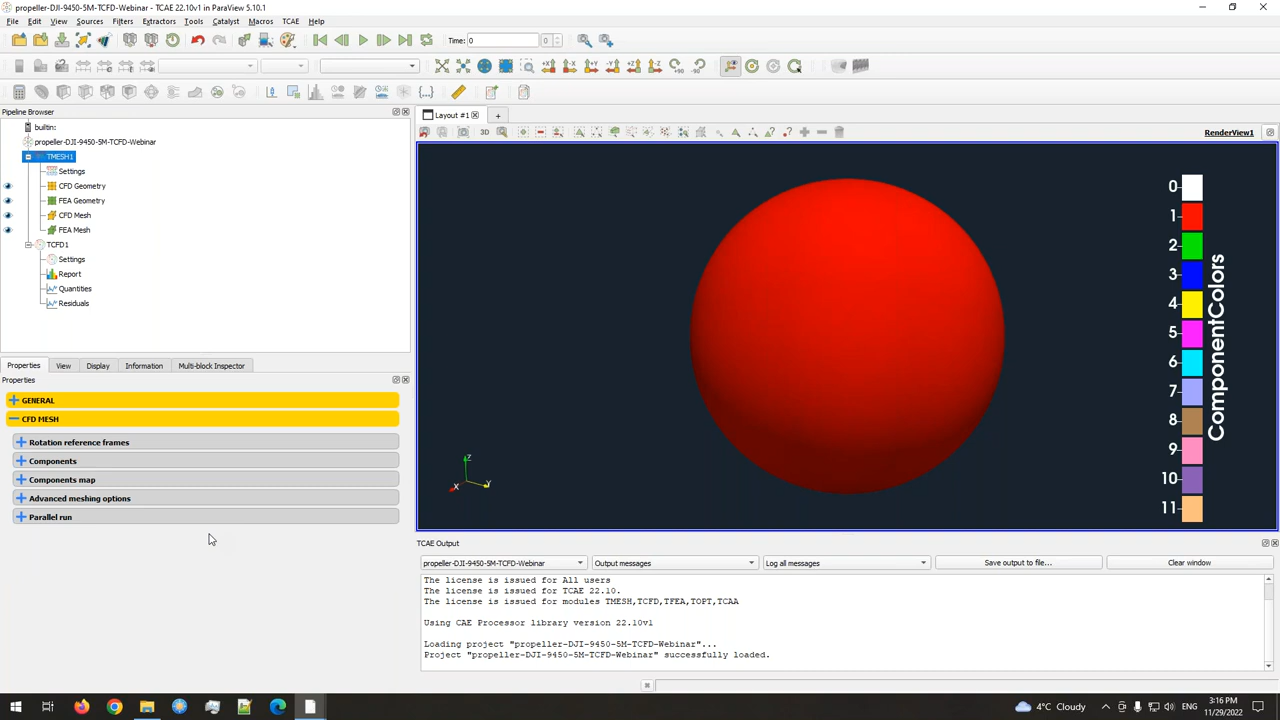 propeller-DJI-9450-5M-TCFD-Webinar - TCAE 22.10v1 in ParaView 5.10.1
File Edit View Sources Filters Extractors Tools Catalyst Macros TCAE Help
Time: 0 0
Pipeline Browser
builtin:
propeller-DJI-9450-5M-TCFD-Webinar
TMESH1
Settings
CFD Geometry
FEA Geometry
CFD Mesh
FEA Mesh
TCFD1
Settings
Report
Quantities
Residuals
Properties View Display Information Multi-block Inspector
Properties
GENERAL
CFD MESH
Rotation reference frames
Components
Components map
Advanced meshing options
Parallel run
Layout #1 +
3D
RenderView1
0
1
2
3
4
5
6
7
8
9
10
11
ComponentColors
Z
X Y
TCAE Output
propeller-DJI-9450-5M-TCFD-Webinar Output messages Log all messages Save output to file... Clear window
The license is issued for All users
The license is issued for TCAE 22.10.
The license is issued for modules TMESH,TCFD,TFEA,TOPT,TCAA
Using CAE Processor library version 22.10v1
Loading project "propeller-DJI-9450-5M-TCFD-Webinar"...
Project "propeller-DJI-9450-5M-TCFD-Webinar" successfully loaded.
4°C Cloudy
3:16 PM
11/29/2022